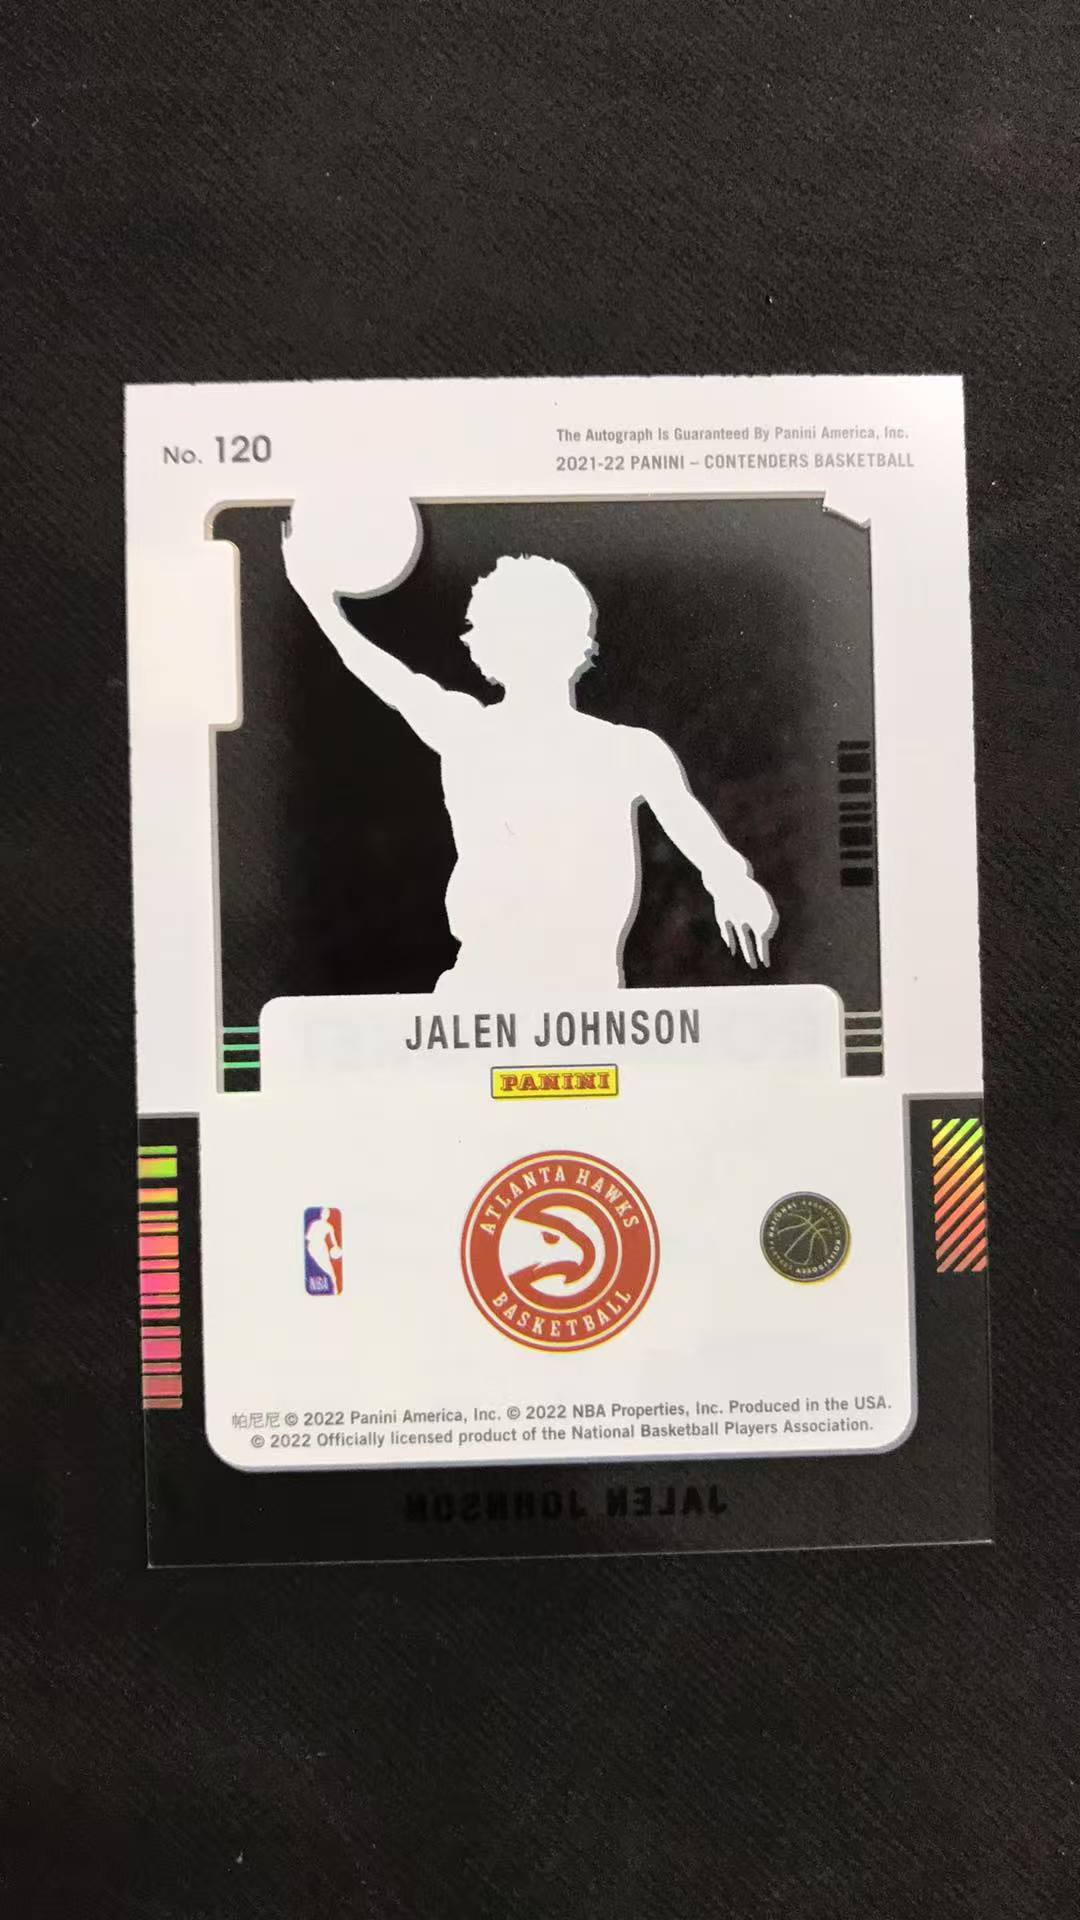 No. 120
The Autograph Is Guaranteed By Panini America, Inc.
2021-22 PANINI – CONTENDERS BASKETBALL
JALEN JOHNSON
PANINI
ATLANTA HAWKS
BASKETBALL
NBA
帕尼尼 © 2022 Panini America, Inc. © 2022 NBA Properties, Inc. Produced in the USA.
© 2022 Officially licensed product of the National Basketball Players Association.
JALEN JOHNSON